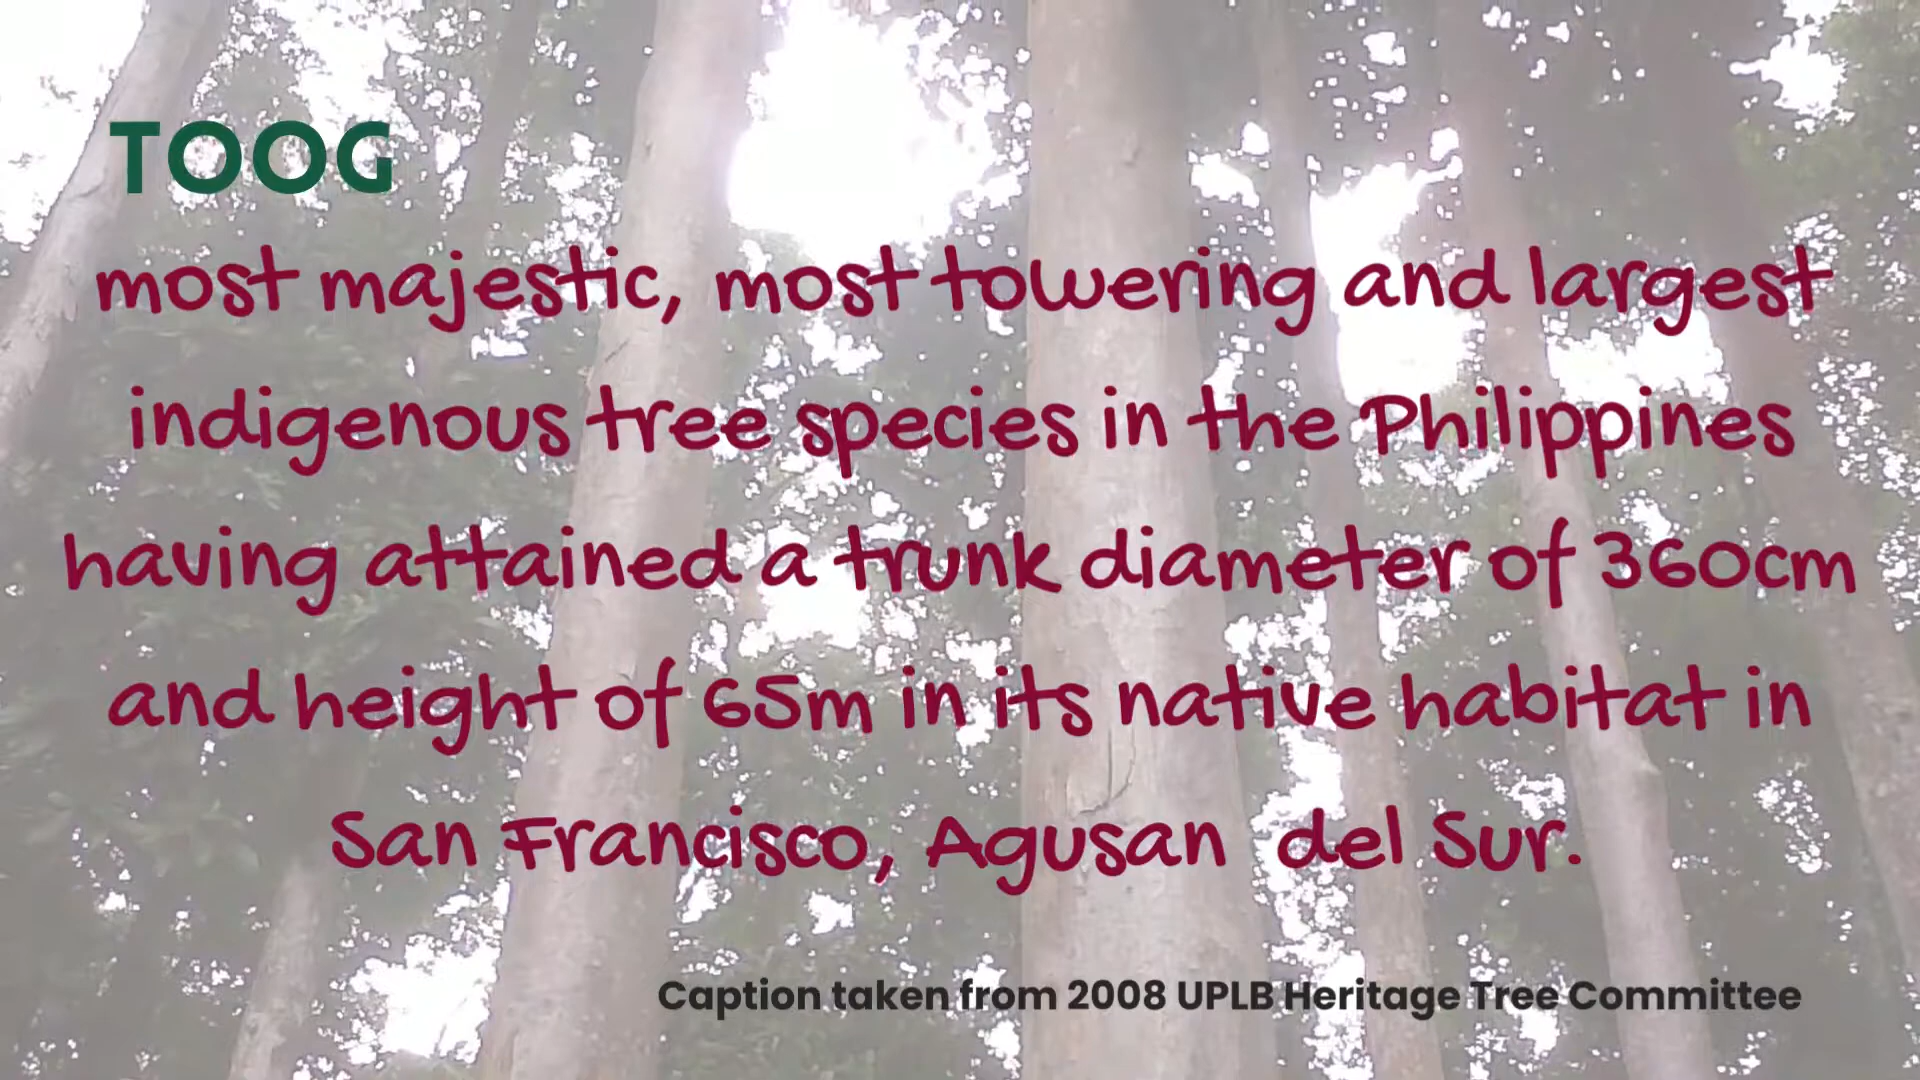 TOOG
most majestic, most towering and largest
indigenous tree species in the Philippines
having attained a trunk diameter of 360cm
and height of 65m in its native habitat in
San Francisco, Agusan del Sur.
Caption taken from 2008 UPLB Heritage Tree Committee